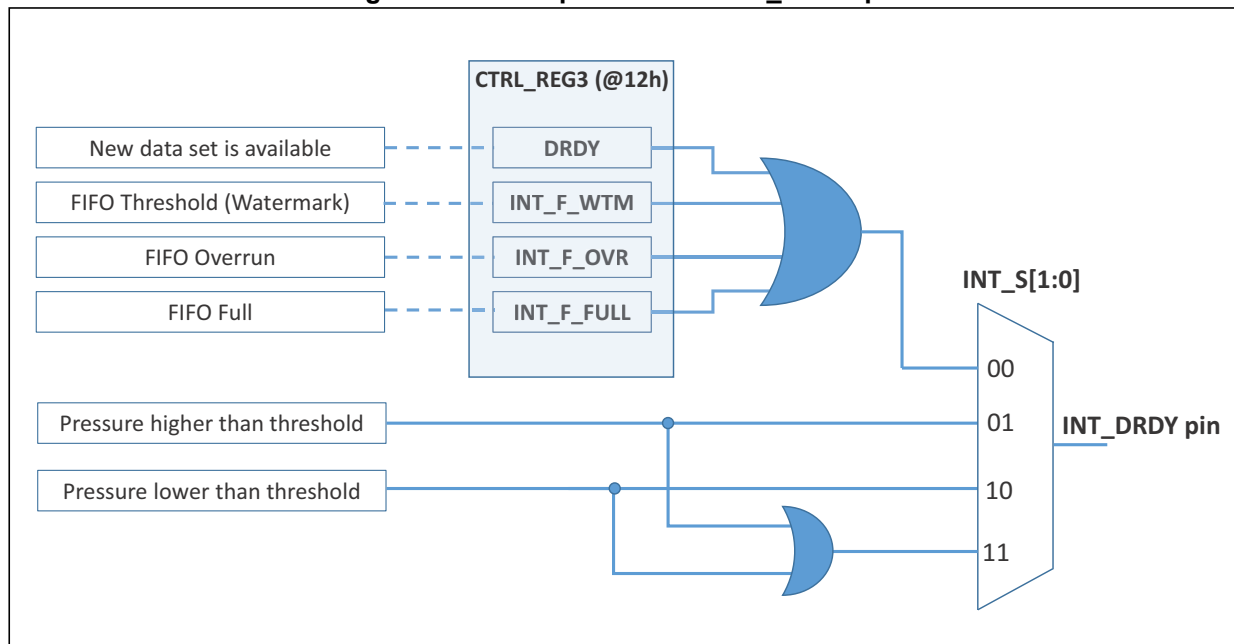 CTRL_REG3 (@12h)
New data set is available
DRDY
FIFO Threshold (Watermark)
INT_F_WTM
FIFO Overrun
INT_F_OVR
FIFO Full
INT_F_FULL
INT_S[1:0]
00
Pressure higher than threshold
01
INT_DRDY pin
Pressure lower than threshold
10
11